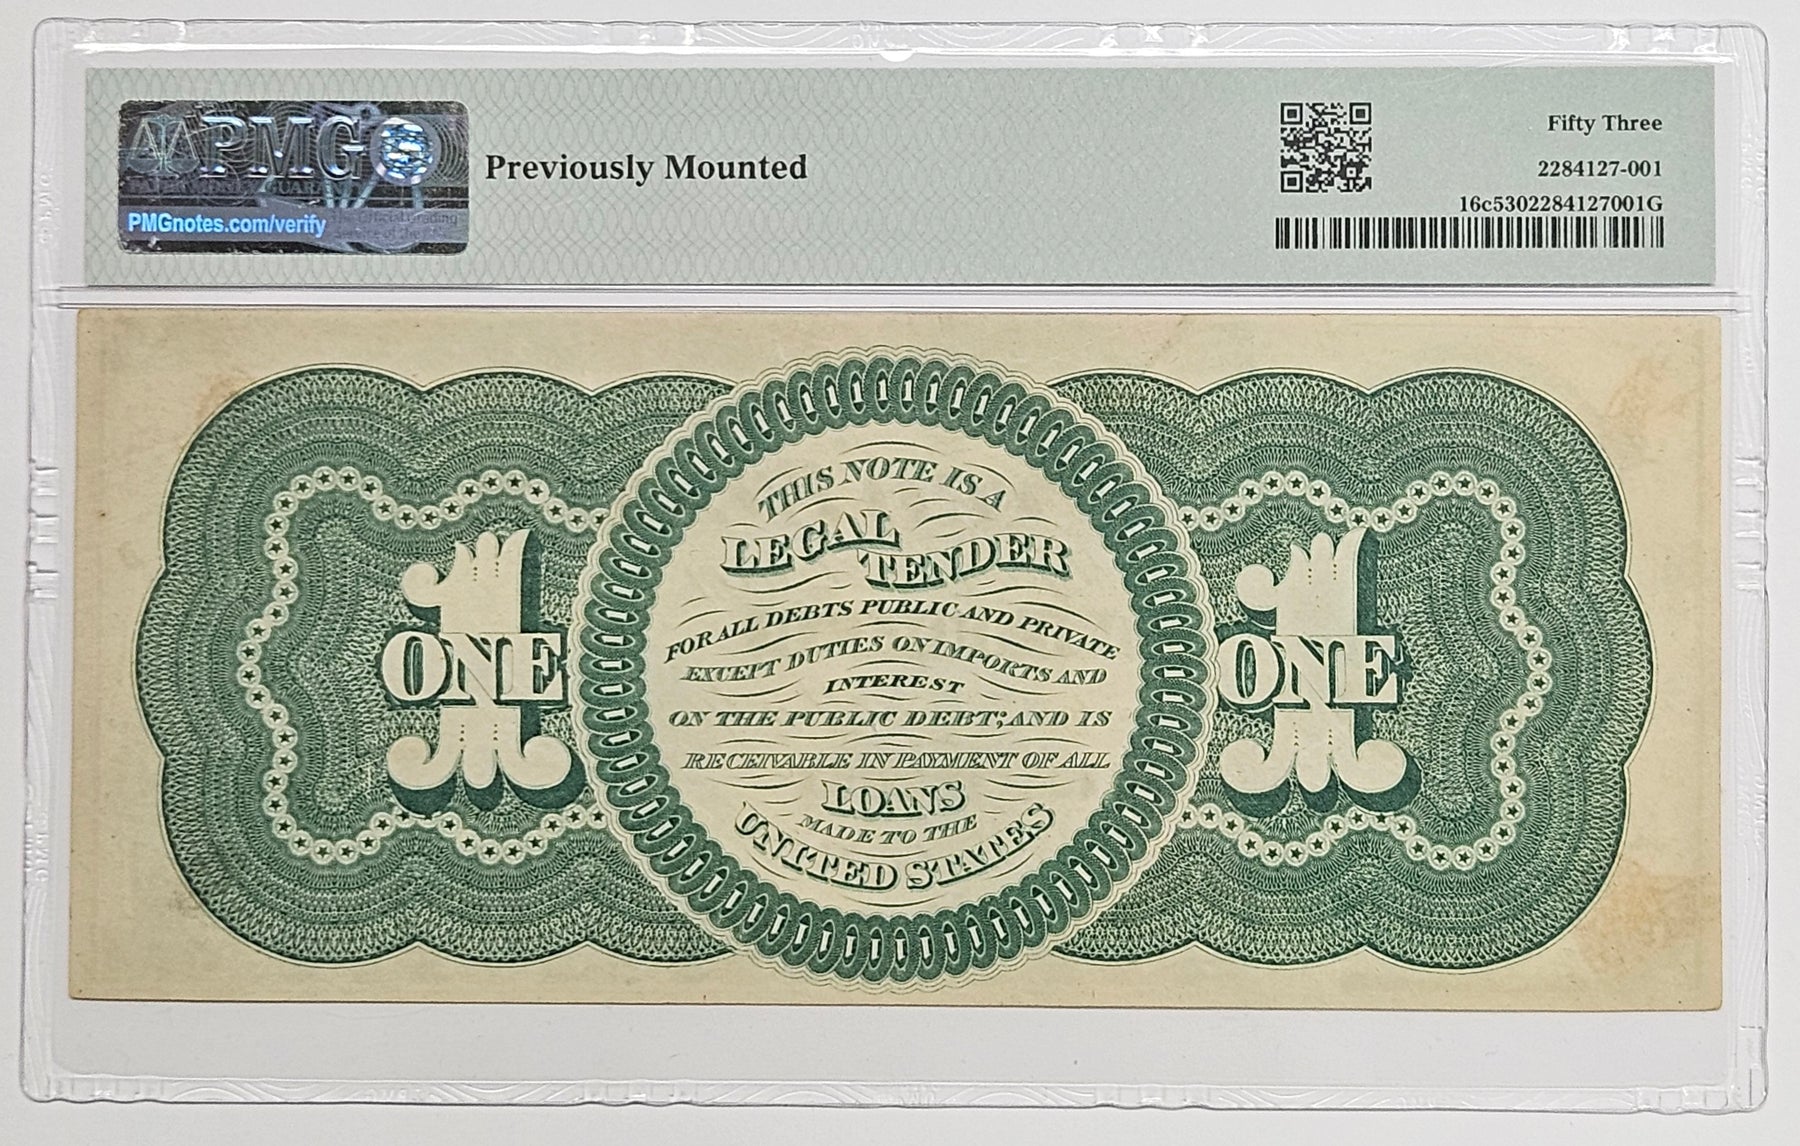 PMG
PMGnotes.com/verify
Previously Mounted
Fifty Three
2284127-001
16c5302284127001G
THIS NOTE IS A
LEGAL
TENDER
FOR ALL DEBTS PUBLIC AND PRIVATE
EXCEPT DUTIES ON IMPORTS AND
INTEREST
ON THE PUBLIC DEBT; AND IS
RECEIVABLE IN PAYMENT OF ALL
LOANS
MADE TO THE
UNITED STATES
1
ONE
1
ONE